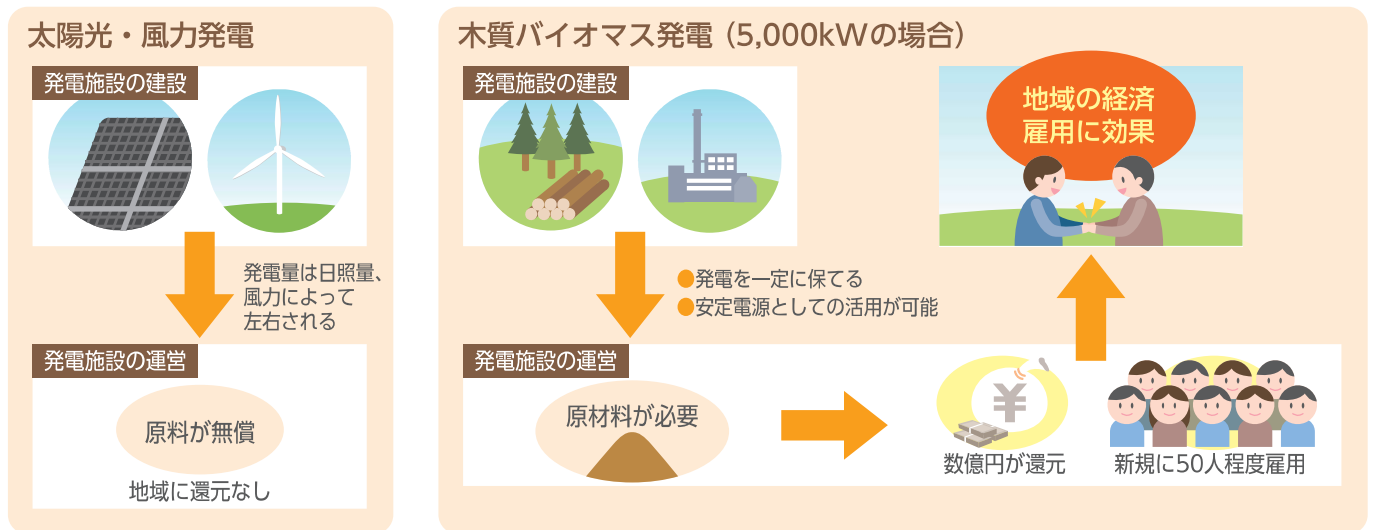 太陽光・風力発電
発電施設の建設
発電量は日照量、
風力によって
左右される
発電施設の運営
原料が無償
地域に還元なし
木質バイオマス発電（5,000kWの場合）
発電施設の建設
●発電を一定に保てる
●安定電源としての活用が可能
発電施設の運営
原材料が必要
¥
数億円が還元
新規に50人程度雇用
地域の経済
雇用に効果